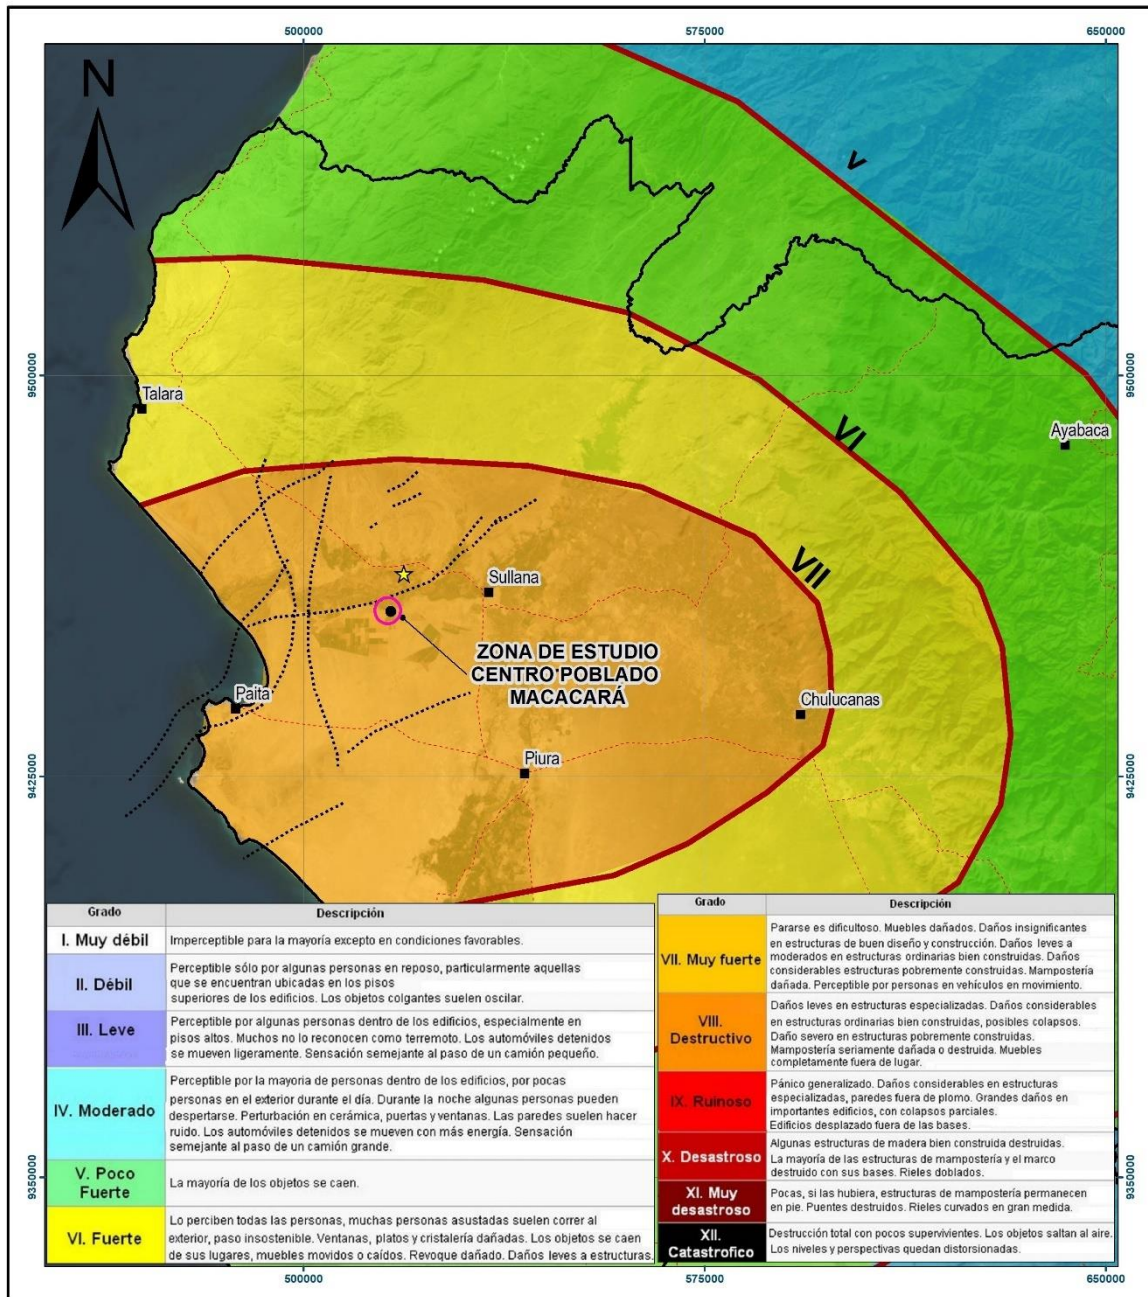 500000
575000
650000
N
V
9500000
9500000
Talara
VI
Ayabaca
VII
Sullana
ZONA DE ESTUDIO
CENTRO POBLADO
MACACARÁ
Paita
Chulucanas
Piura
9425000
9425000
Grado
Descripción
I. Muy débil
Imperceptible para la mayoría excepto en condiciones favorables.
II. Débil
Perceptible sólo por algunas personas en reposo, particularmente aquellas
que se encuentran ubicadas en los pisos
superiores de los edificios. Los objetos colgantes suelen oscilar.
III. Leve
Perceptible por algunas personas dentro de los edificios, especialmente en
pisos altos. Muchos no lo reconocen como terremoto. Los automóviles detenidos
se mueven ligeramente. Sensación semejante al paso de un camión pequeño.
IV. Moderado
Perceptible por la mayoria de personas dentro de los edificios, por pocas
personas en el exterior durante el día. Durante la noche algunas personas pueden
despertarse. Perturbación en cerámica, puertas y ventanas. Las paredes suelen hacer
ruido. Los automóviles detenidos se mueven con más energía. Sensación
semejante al paso de un camión grande.
V. Poco
Fuerte
La mayoría de los objetos se caen.
VI. Fuerte
Lo perciben todas las personas, muchas personas asustadas suelen correr al
exterior, paso insostenible. Ventanas, platos y cristalería dañadas. Los objetos se caen
de sus lugares, muebles movidos o caídos. Revoque dañado. Daños leves a estructuras.
Grado
Descripción
VII. Muy fuerte
Pararse es dificultoso. Muebles dañados. Daños insignificantes
en estructuras de buen diseño y construcción. Daños leves a
moderados en estructuras ordinarias bien construidas. Daños
considerables estructuras pobremente construidas. Mampostería
dañada. Perceptible por personas en vehículos en movimiento.
VIII.
Destructivo
Daños leves en estructuras especializadas. Daños considerables
en estructuras ordinarias bien construidas, posibles colapsos.
Daño severo en estructuras pobremente construidas.
Mampostería seriamente dañada o destruida. Muebles
completamente fuera de lugar.
IX. Ruinoso
Pánico generalizado. Daños considerables en estructuras
especializadas, paredes fuera de plomo. Grandes daños en
importantes edificios, con colapsos parciales.
Edificios desplazado fuera de las bases.
X. Desastroso
Algunas estructuras de madera bien construida destruidas.
La mayoría de las estructuras de mampostería y el marco
destruido con sus bases. Rieles doblados.
XI. Muy
desastroso
Pocas, si las hubiera, estructuras de mampostería permanecen
en pie. Puentes destruidos. Rieles curvados en gran medida.
XII.
Catastrofico
Destrucción total con pocos supervivientes. Los objetos saltan al aire.
Los niveles y perspectivas quedan distorsionados.
9350000
9350000
500000
575000
650000